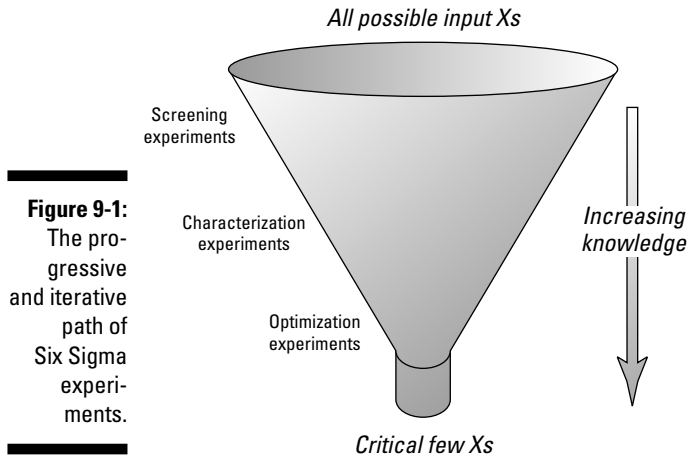 All possible input Xs
Screening
experiments
Figure 9-1:
The pro-
gressive
and iterative
path of
Six Sigma
experi-
ments.
Characterization
experiments
Increasing
knowledge
Optimization
experiments
Critical few Xs